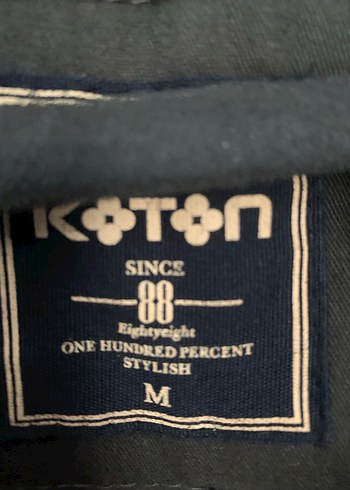 KOTON
SINCE
88
Eightyeight
ONE HUNDRED PERCENT
STYLISH
M